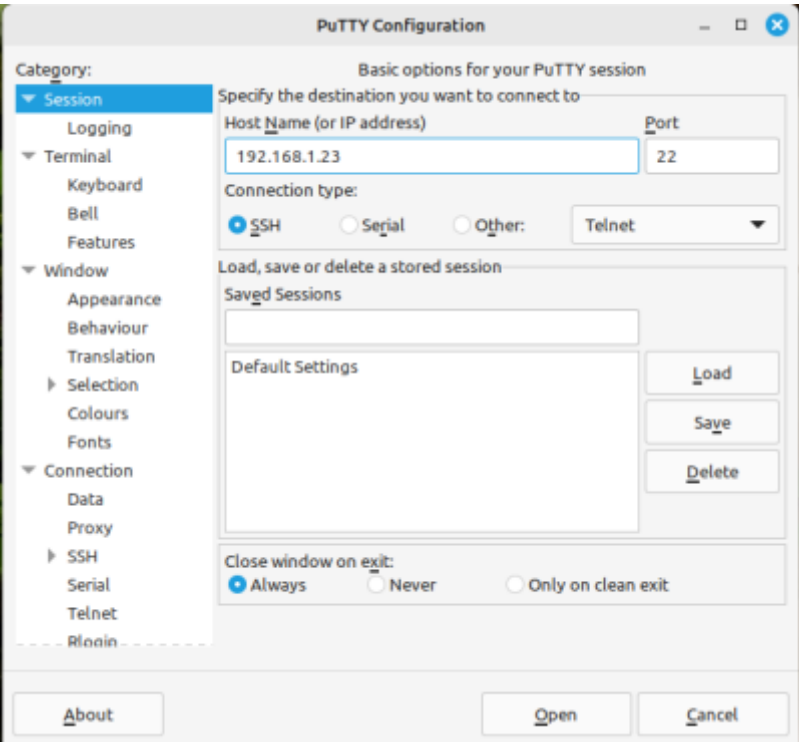 PuTTY Configuration
Category:
Session
Logging
Terminal
Keyboard
Bell
Features
Window
Appearance
Behaviour
Translation
Selection
Colours
Fonts
Connection
Data
Proxy
SSH
Serial
Telnet
Rlogin
Basic options for your PuTTY session
Specify the destination you want to connect to
Host Name (or IP address) Port
192.168.1.23 22
Connection type:
SSH Serial Other: Telnet
Load, save or delete a stored session
Saved Sessions
Default Settings
Load
Save
Delete
Close window on exit:
Always Never Only on clean exit
About Open Cancel